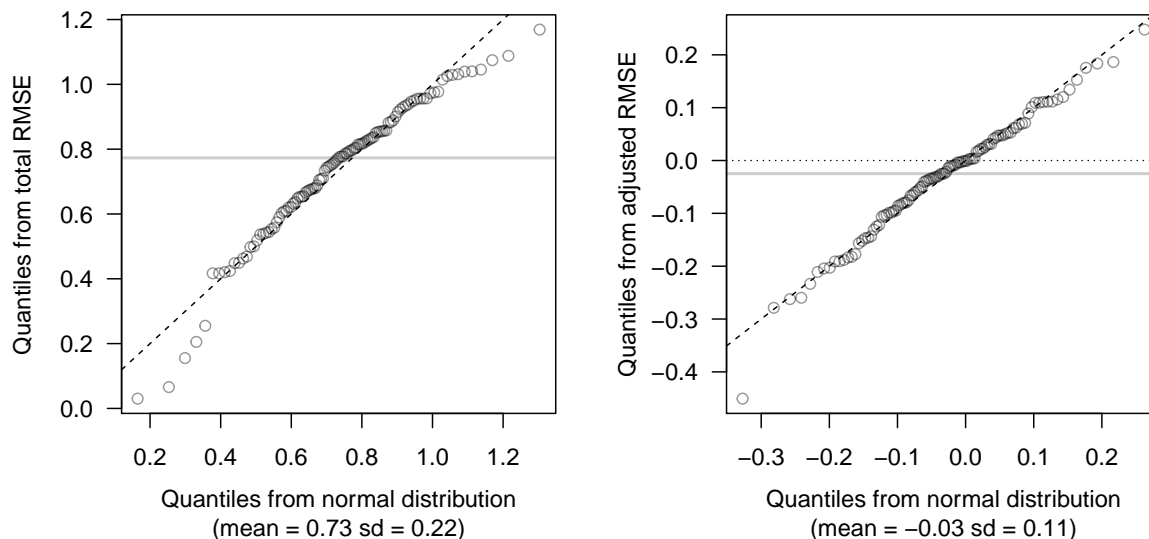 Quantiles from total RMSE
1.2
1.0
0.8
0.6
0.4
0.2
0.0
0.2 0.4 0.6 0.8 1.0 1.2
Quantiles from normal distribution
(mean = 0.73 sd = 0.22)
Quantiles from adjusted RMSE
0.2
0.1
0.0
−0.1
−0.2
−0.3
−0.4
−0.3 −0.2 −0.1 0.0 0.1 0.2
Quantiles from normal distribution
(mean = −0.03 sd = 0.11)